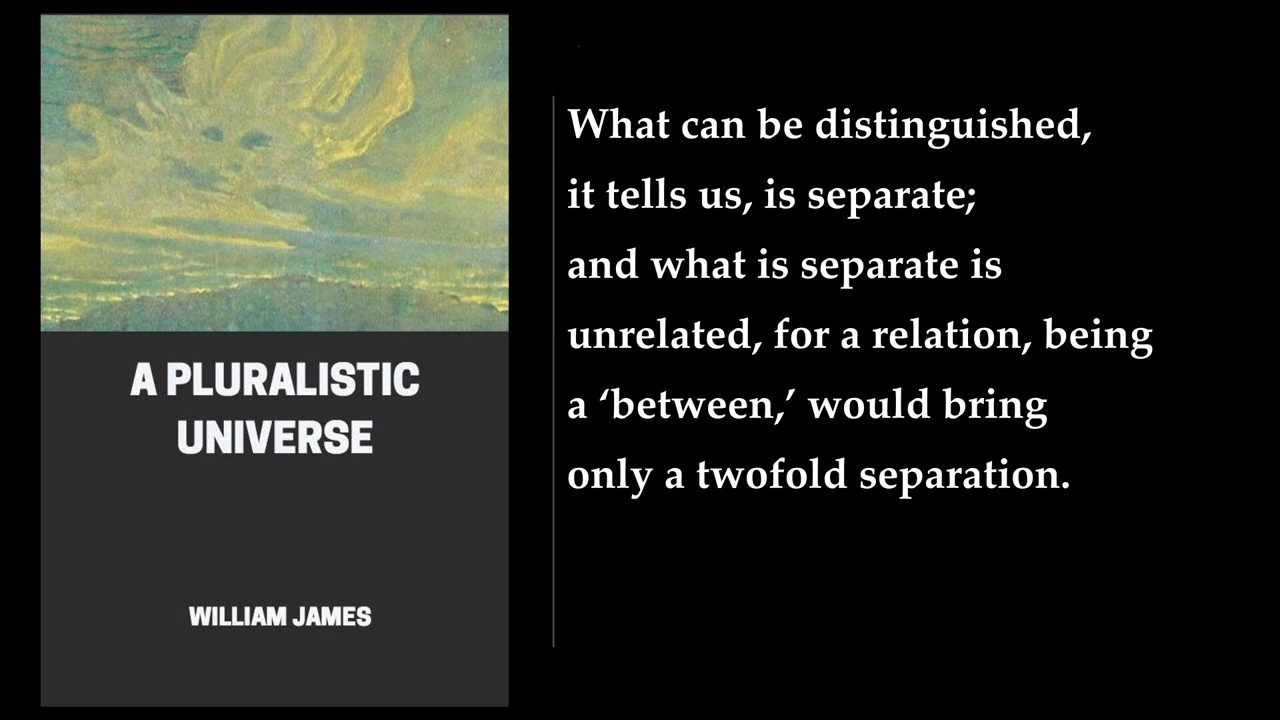 A PLURALISTIC
UNIVERSE
WILLIAM JAMES
What can be distinguished,
it tells us, is separate;
and what is separate is
unrelated, for a relation, being
a ‘between,’ would bring
only a twofold separation.